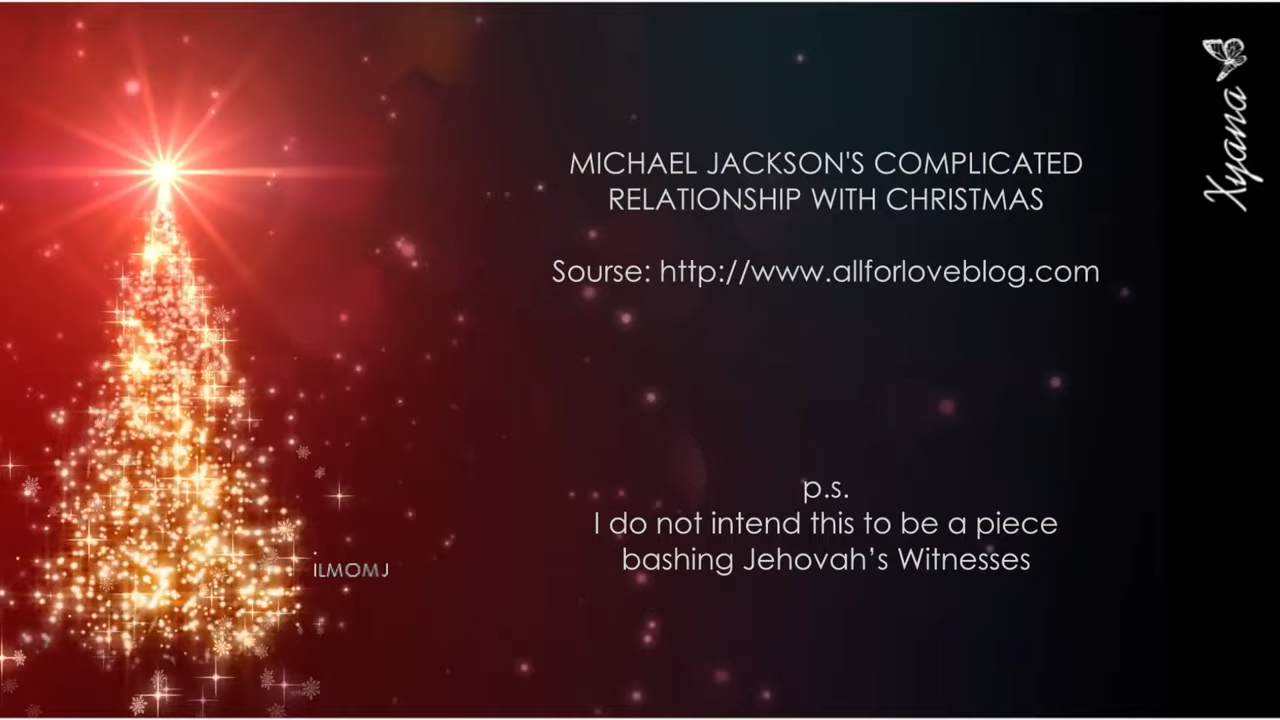 MICHAEL JACKSON'S COMPLICATED
RELATIONSHIP WITH CHRISTMAS
Sourse: http://www.allforloveblog.com
p.s.
I do not intend this to be a piece
bashing Jehovah’s Witnesses
ILMOMJ
Xyana